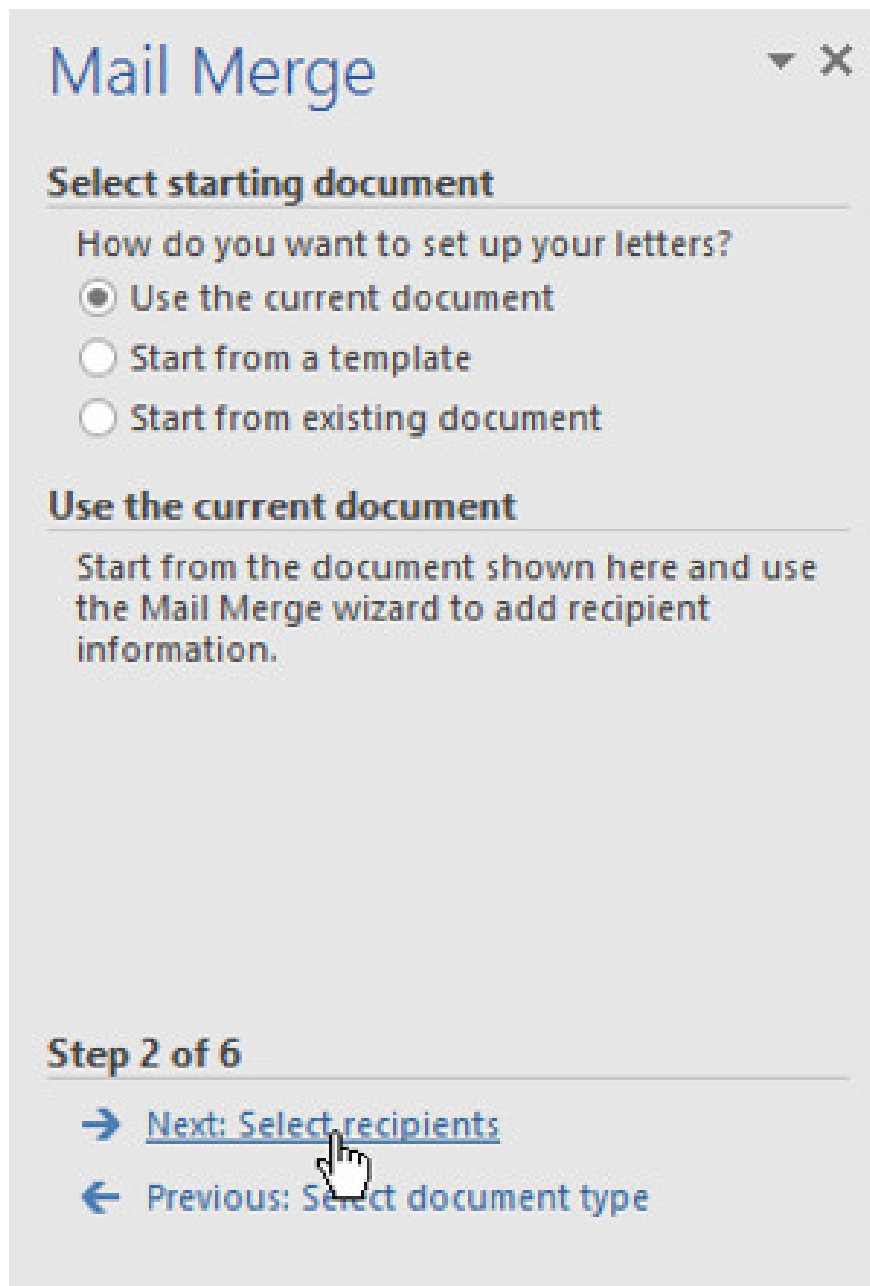 Mail Merge
Select starting document
How do you want to set up your letters?
Use the current document
Start from a template
Start from existing document
Use the current document
Start from the document shown here and use
the Mail Merge wizard to add recipient
information.
Step 2 of 6
Next: Select recipients
Previous: Select document type